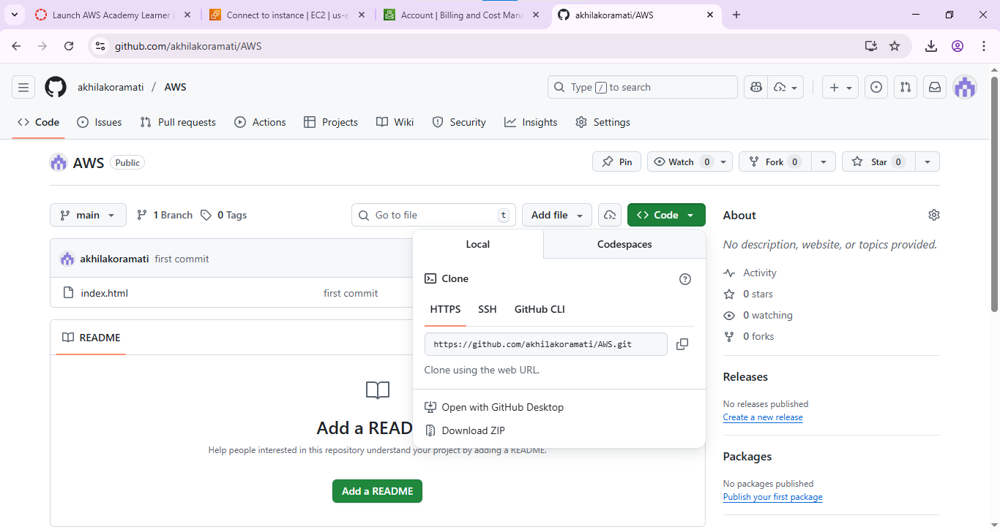 Launch AWS Academy Learner L
Connect to instance | EC2 | us-e
Account | Billing and Cost Mana
akhilakoramati/AWS
github.com/akhilakoramati/AWS
akhilakoramati / AWS
Type / to search
Code Issues Pull requests Actions Projects Wiki Security Insights Settings
AWS Public
Pin Watch 0 Fork 0 Star 0
main 1 Branch 0 Tags Go to file t Add file Code
Local Codespaces
Clone
HTTPS SSH GitHub CLI
https://github.com/akhilakoramati/AWS.git
Clone using the web URL.
Open with GitHub Desktop
Download ZIP
akhilakoramati first commit
index.html first commit
README
Add a READ
Help people interested in this repository understand your project by adding a README.
Add a README
About
No description, website, or topics provided.
Activity
0 stars
0 watching
0 forks
Releases
No releases published
Create a new release
Packages
No packages published
Publish your first package